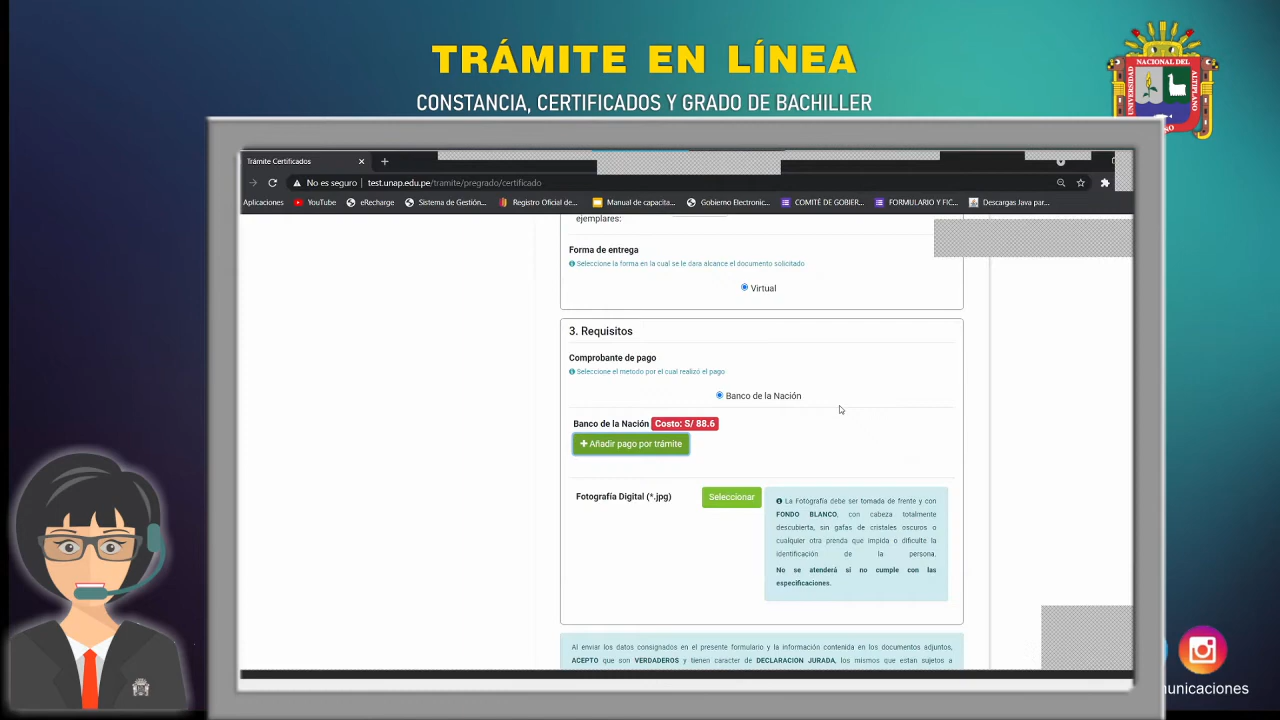 TRÁMITE EN LÍNEA
CONSTANCIA, CERTIFICADOS Y GRADO DE BACHILLER
NACIONAL DEL
UNIVERSIDAD
ALTIPLANO
Trámite Certificados
No es seguro | test.unap.edu.pe/tramite/pregrado/certificado
Aplicaciones YouTube eRecharge Sistema de Gestión... Registro Oficial de... Manual de capacita... Gobierno Electronic... COMITÉ DE GOBIER... FORMULARIO Y FIC... Descargas Java par...
ejemplares:
Forma de entrega
Seleccione la forma en la cual se le dara alcance el documento solicitado
Virtual
3. Requisitos
Comprobante de pago
Seleccione el metodo por el cual realizó el pago
Banco de la Nación
Banco de la Nación Costo: S/ 88.6
+ Añadir pago por trámite
Fotografía Digital (*.jpg)
Seleccionar
La Fotografía debe ser tomada de frente y con
FONDO BLANCO, con cabeza totalmente
descubierta, sin gafas de cristales oscuros o
cualquier otra prenda que impida o dificulte la
identificación de la persona.
No se atenderá si no cumple con las
especificaciones.
Al enviar los datos consignados en el presente formulario y la información contenida en los documentos adjuntos,
ACEPTO que son VERDADEROS y tienen caracter de DECLARACION JURADA, los mismos que estan sujetos a
unicaciones